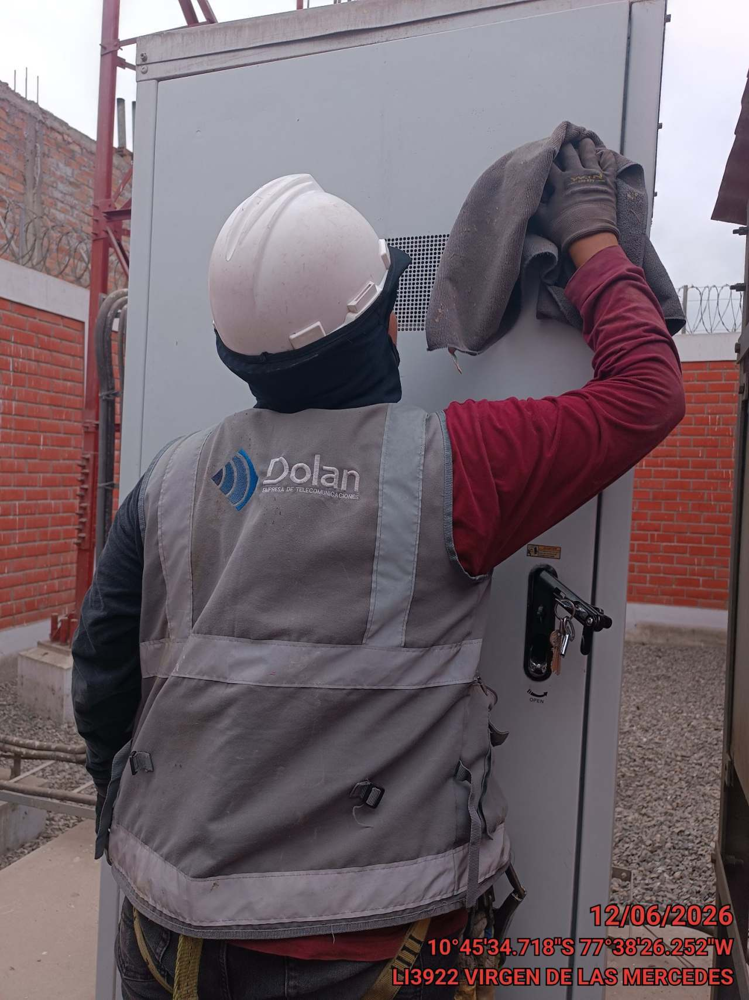 Dolan
EMPRESA DE TELECOMUNICACIONES
OPEN
12/06/2026
10°45'34.718"S 77°38'26.252"W
LI3922 VIRGEN DE LAS MERCEDES